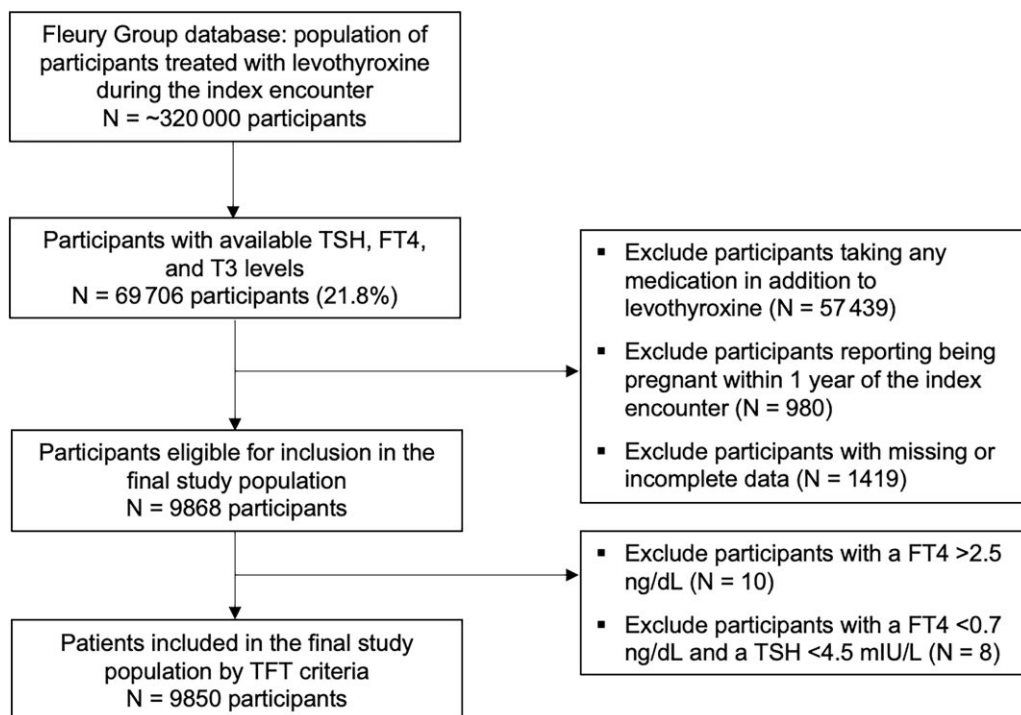 Fleury Group database: population of
participants treated with levothyroxine
during the index encounter
N = ~320 000 participants
Participants with available TSH, FT4,
and T3 levels
N = 69 706 participants (21.8%)
▪ Exclude participants taking any
medication in addition to
levothyroxine (N = 57 439)
▪ Exclude participants reporting being
pregnant within 1 year of the index
encounter (N = 980)
▪ Exclude participants with missing or
incomplete data (N = 1419)
Participants eligible for inclusion in the
final study population
N = 9868 participants
▪ Exclude participants with a FT4 >2.5
ng/dL (N = 10)
▪ Exclude participants with a FT4 <0.7
ng/dL and a TSH <4.5 mIU/L (N = 8)
Patients included in the final study
population by TFT criteria
N = 9850 participants